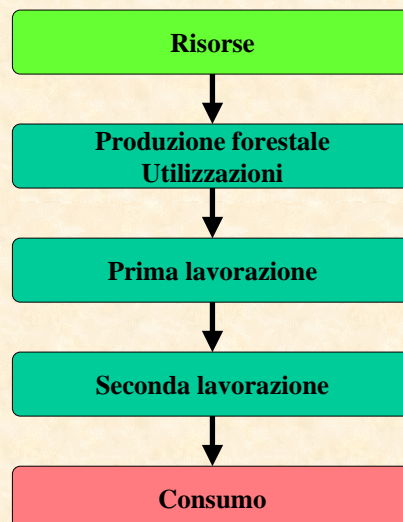 Risorse
Produzione forestale
Utilizzazioni
Prima lavorazione
Seconda lavorazione
Consumo